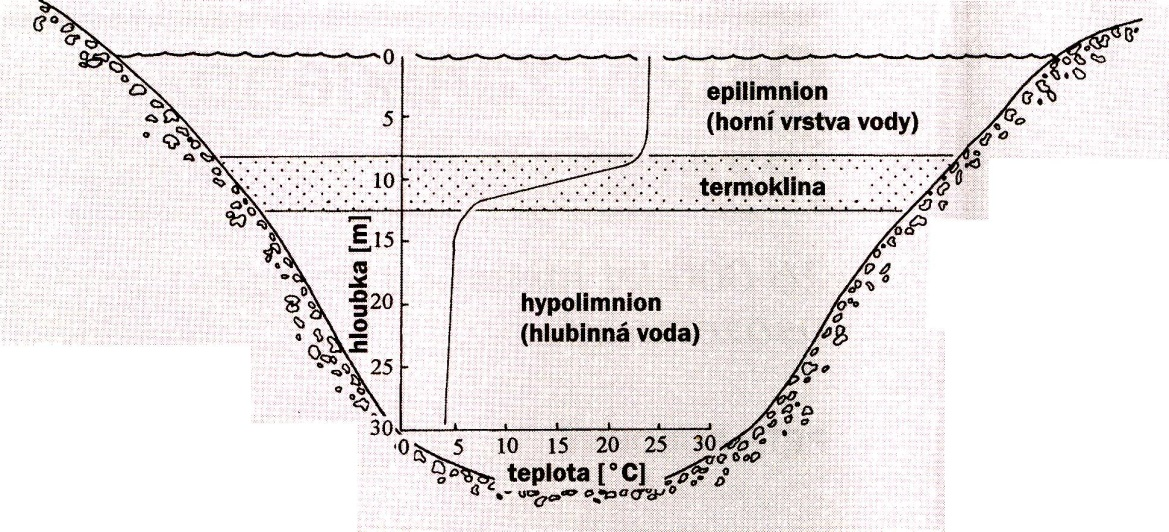 0
epilimnion
(horní vrstva vody)
5
10
termoklina
15
hloubka [m]
20
hypolimnion
(hlubinná voda)
25
30
0 5 10 15 20 25 30
teplota [°C]